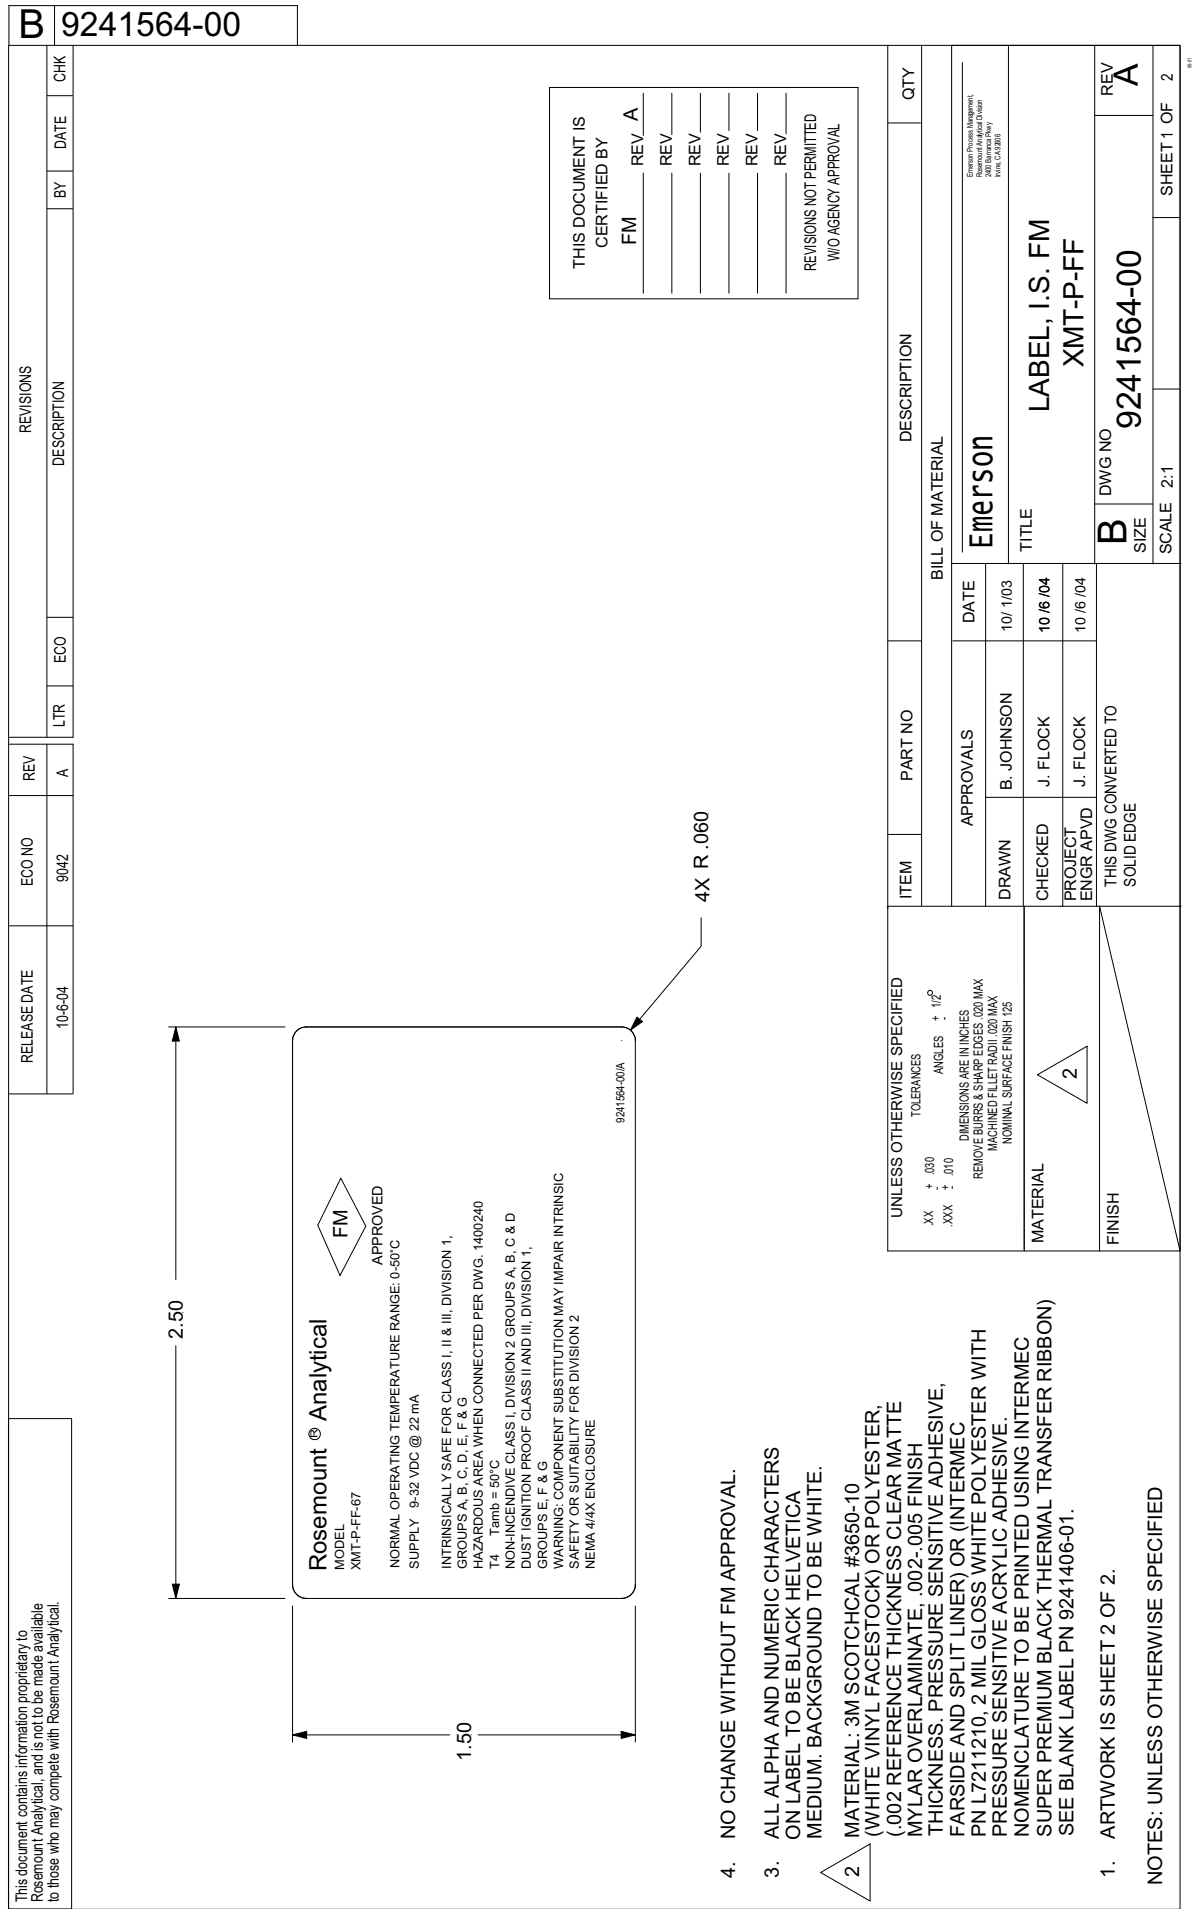 B 9241564-00
This document contains information proprietary to
Rosemount Analytical, and is not to be made available
to those who may compete with Rosemount Analytical.
RELEASE DATE ECO NO REV
10-6-04 9042 A
REVISIONS
LTR ECO DESCRIPTION BY DATE CHK
2.50
1.50
4X R .060
Rosemount ® Analytical
MODEL
XMT-P-FF-67
FM
APPROVED
NORMAL OPERATING TEMPERATURE RANGE: 0-50°C
SUPPLY 9-32 VDC @ 22 mA
INTRINSICALLY SAFE FOR CLASS I, II & III, DIVISION 1,
GROUPS A, B, C, D, E, F & G
HAZARDOUS AREA WHEN CONNECTED PER DWG. 1400240
T4 Tamb = 50°C
NON-INCENDIVE CLASS I, DIVISION 2 GROUPS A, B, C & D
DUST IGNITION PROOF CLASS II AND III, DIVISION 1,
GROUPS E, F & G
WARNING: COMPONENT SUBSTITUTION MAY IMPAIR INTRINSIC
SAFETY OR SUITABILITY FOR DIVISION 2
NEMA 4/4X ENCLOSURE
9241564-00/A
THIS DOCUMENT IS
CERTIFIED BY
FM REV A
REV
REV
REV
REV
REV
REVISIONS NOT PERMITTED
W/O AGENCY APPROVAL
4. NO CHANGE WITHOUT FM APPROVAL.
3. ALL ALPHA AND NUMERIC CHARACTERS
ON LABEL TO BE BLACK HELVETICA
MEDIUM. BACKGROUND TO BE WHITE.
2 MATERIAL: 3M SCOTCHCAL #3650-10
(WHITE VINYL FACESTOCK) OR POLYESTER,
(.002 REFERENCE THICKNESS CLEAR MATTE
MYLAR OVERLAMINATE, .002-.005 FINISH
THICKNESS. PRESSURE SENSITIVE ADHESIVE,
FARSIDE AND SPLIT LINER) OR (INTERMEC
PN L7211210, 2 MIL GLOSS WHITE POLYESTER WITH
PRESSURE SENSITIVE ACRYLIC ADHESIVE.
NOMENCLATURE TO BE PRINTED USING INTERMEC
SUPER PREMIUM BLACK THERMAL TRANSFER RIBBON)
SEE BLANK LABEL PN 9241406-01.
1. ARTWORK IS SHEET 2 OF 2.
NOTES: UNLESS OTHERWISE SPECIFIED
UNLESS OTHERWISE SPECIFIED
TOLERANCES
.XX ± .030 ANGLES ± 1/2°
.XXX ± .010
DIMENSIONS ARE IN INCHES
REMOVE BURRS & SHARP EDGES .020 MAX
MACHINED FILLET RADII .020 MAX
NOMINAL SURFACE FINISH 125
MATERIAL
2
FINISH
ITEM PART NO DESCRIPTION QTY
BILL OF MATERIAL
APPROVALS DATE
DRAWN B. JOHNSON 10/ 1/03
CHECKED J. FLOCK 10 /6 /04
PROJECT
ENGR APVD J. FLOCK 10 /6 /04
THIS DWG CONVERTED TO
SOLID EDGE
Emerson
Emerson Process Management,
Rosemount Analytical Division
2400 Barranca Pkwy
Irvine, CA 92606
TITLE
LABEL, I.S. FM
XMT-P-FF
B
SIZE
DWG NO
9241564-00
REV
A
SCALE 2:1 SHEET 1 OF 2